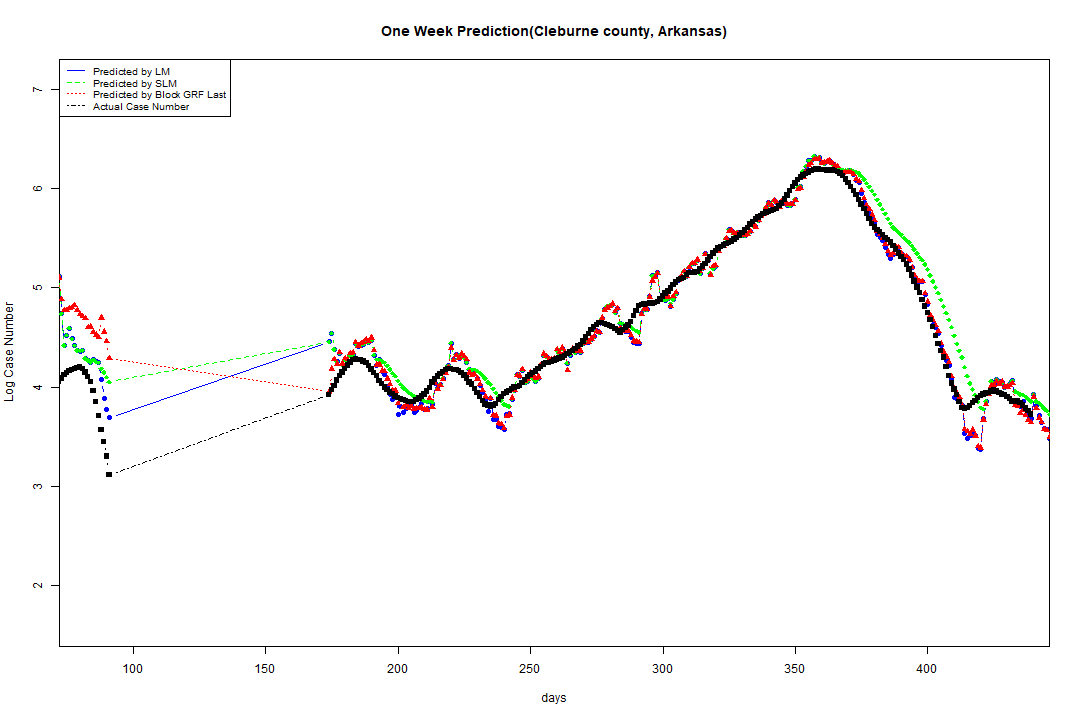 One Week Prediction(Cleburne county, Arkansas)
Predicted by LM
Predicted by SLM
Predicted by Block GRF Last
Actual Case Number
7
6
5
4
3
2
Log Case Number
100 150 200 250 300 350 400
days